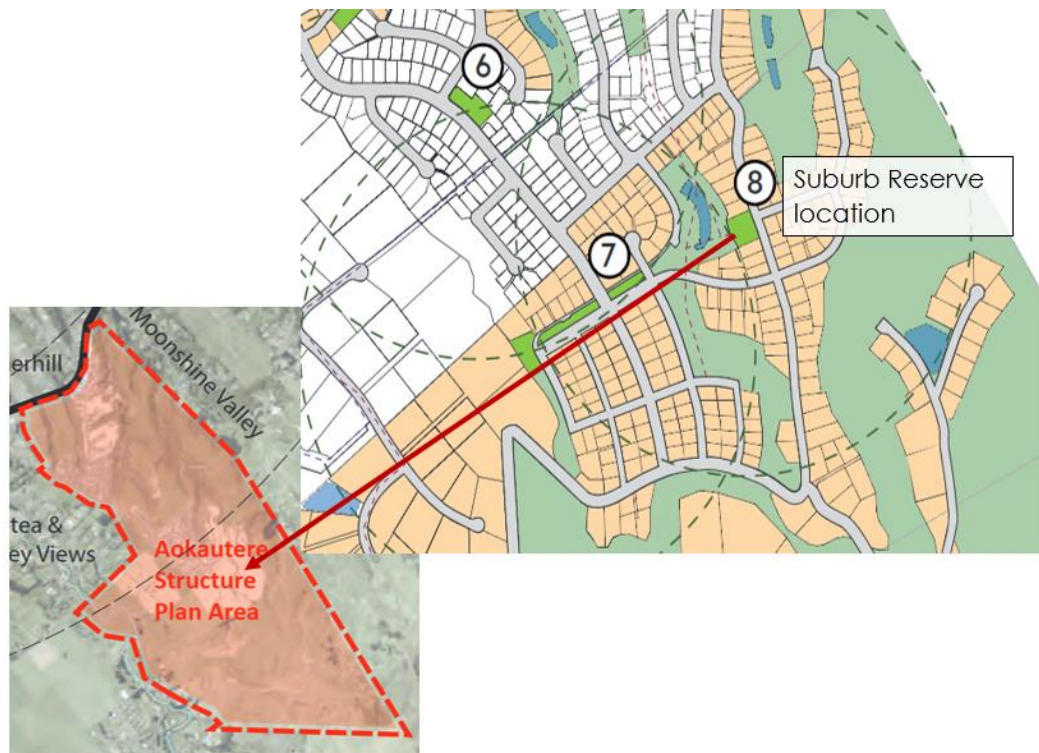 6
8
Suburb Reserve
location
7
erhill
Moonshine Valley
tea &
ey Views
Aokautere
Structure
Plan Area